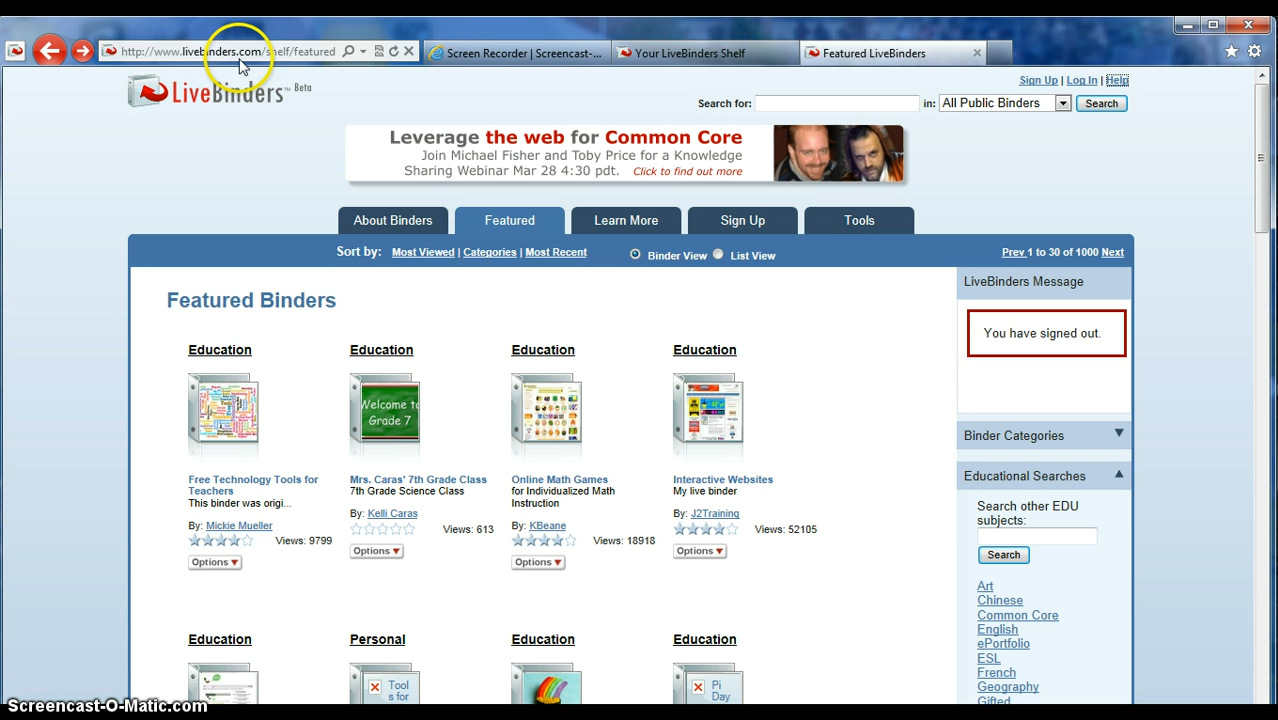 http://www.livebinders.com/shelf/featured
Screen Recorder | Screencast-...
Your LiveBinders Shelf
Featured LiveBinders
LiveBinders™ Beta
Sign Up | Log In | Help
Search for:
in:
All Public Binders
Search
Leverage the web for Common Core
Join Michael Fisher and Toby Price for a Knowledge
Sharing Webinar Mar 28 4:30 pdt. Click to find out more
About Binders
Featured
Learn More
Sign Up
Tools
Sort by: Most Viewed | Categories | Most Recent
Binder View
List View
Prev 1 to 30 of 1000 Next
Featured Binders
Education
Education
Education
Education
Welcome to
Grade 7
Free Technology Tools for
Teachers
This binder was origi...
By: Mickie Mueller
Views: 9799
Options
Mrs. Caras' 7th Grade Class
7th Grade Science Class
By: Kelli Caras
Views: 613
Options
Online Math Games
for Individualized Math
Instruction
By: KBeane
Views: 18918
Options
Interactive Websites
My live binder
By: J2Training
Views: 52105
Options
Education
Personal
Education
Education
Tool
s for
Pi
Day
LiveBinders Message
You have signed out.
Binder Categories
Educational Searches
Search other EDU
subjects:
Search
Art
Chinese
Common Core
English
ePortfolio
ESL
French
Geography
Gifted
Screencast-O-Matic.com